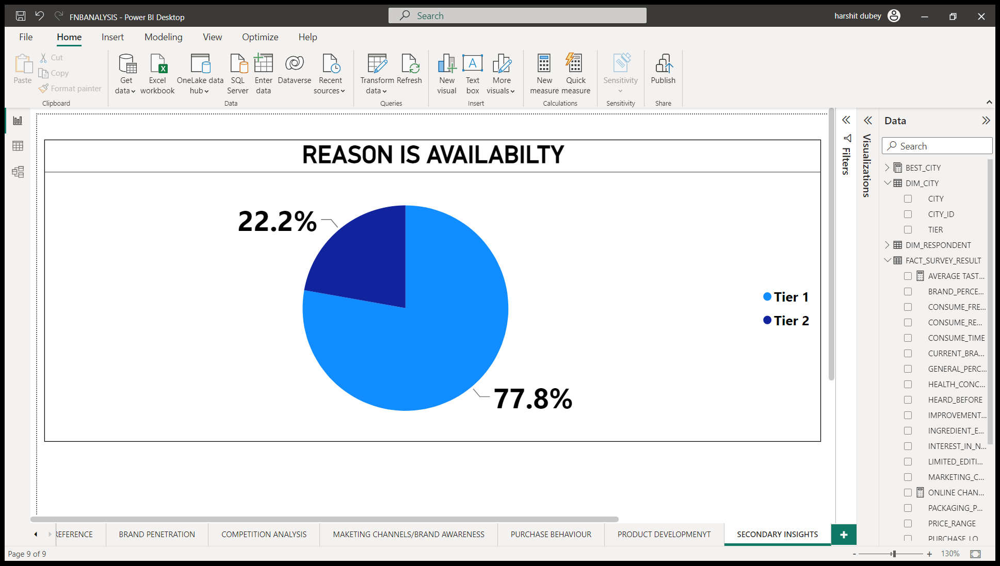 FNBANALYSIS - Power BI Desktop
Search
harshit dubey
File Home Insert Modeling View Optimize Help
Paste
Cut
Copy
Format painter
Clipboard
Get data
Excel workbook
OneLake data hub
SQL Server
Enter data
Dataverse
Recent sources
Data
Transform data
Refresh
Queries
New visual
Text box
More visuals
Insert
New measure
Quick measure
Calculations
Sensitivity
Sensitivity
Publish
Share
REASON IS AVAILABILTY
22.2%
77.8%
Tier 1
Tier 2
Filters
Visualizations
Data
Search
BEST_CITY
DIM_CITY
CITY
CITY_ID
TIER
DIM_RESPONDENT
FACT_SURVEY_RESULT
AVERAGE TAST...
BRAND_PERCE...
CONSUME_FRE...
CONSUME_RE...
CONSUME_TIME
CURRENT_BRA...
GENERAL_PERC...
HEALTH_CONC...
HEARD_BEFORE
IMPROVEMENT...
INGREDIENT_E...
INTEREST_IN_N...
LIMITED_EDITI...
MARKETING_C...
ONLINE CHAN...
PACKAGING_P...
PRICE_RANGE
PURCHASE_LO
REFERENCE
BRAND PENETRATION
COMPETITION ANALYSIS
MAKETING CHANNELS/BRAND AWARENESS
PURCHASE BEHAVIOUR
PRODUCT DEVELOPMENYT
SECONDARY INSIGHTS
Page 9 of 9
- + 130%